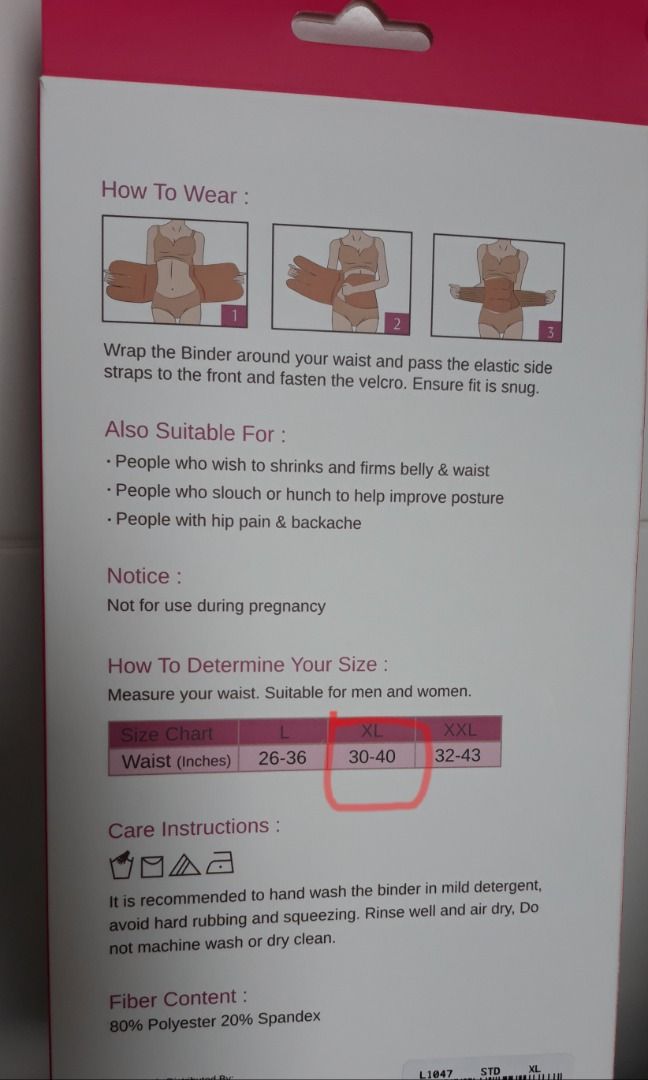 How To Wear :
1
2
3
Wrap the Binder around your waist and pass the elastic side
straps to the front and fasten the velcro. Ensure fit is snug.
Also Suitable For :
· People who wish to shrinks and firms belly & waist
· People who slouch or hunch to help improve posture
· People with hip pain & backache
Notice :
Not for use during pregnancy
How To Determine Your Size :
Measure your waist. Suitable for men and women.
Size Chart L XL XXL
Waist (Inches) 26-36 30-40 32-43
Care Instructions :
It is recommended to hand wash the binder in mild detergent,
avoid hard rubbing and squeezing. Rinse well and air dry, Do
not machine wash or dry clean.
Fiber Content :
80% Polyester 20% Spandex
Distributed By:
L1047 STD XL